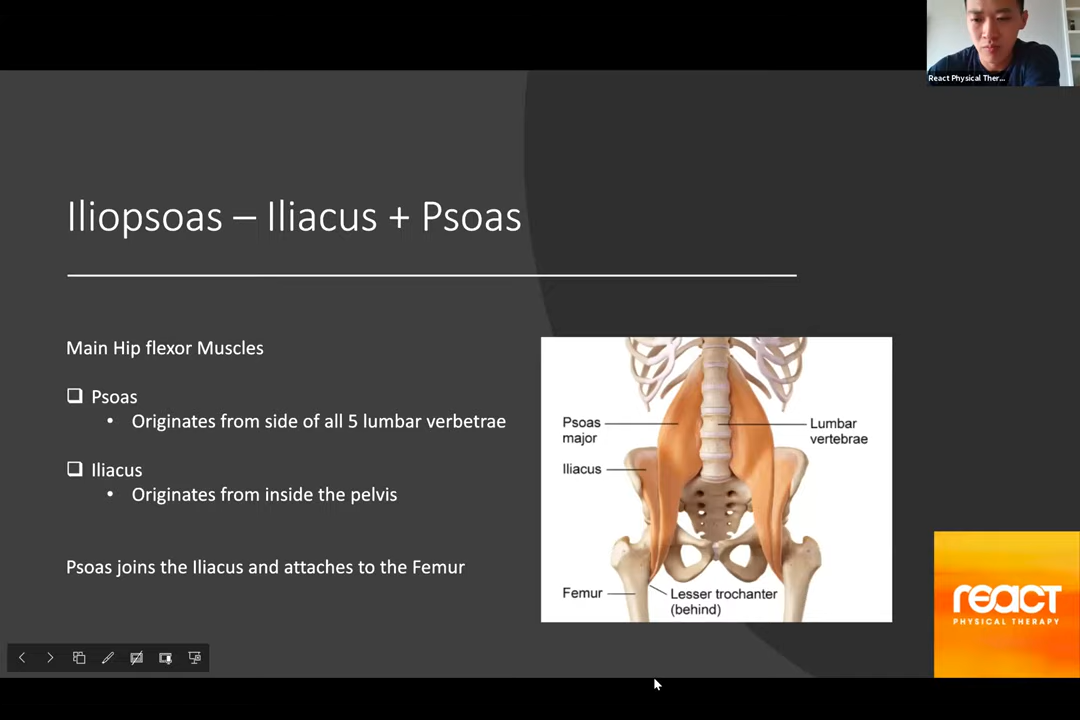 React Physical Ther...
Iliopsoas – Iliacus + Psoas
Main Hip flexor Muscles
Psoas
• Originates from side of all 5 lumbar verbetrae
Iliacus
• Originates from inside the pelvis
Psoas joins the Iliacus and attaches to the Femur
Psoas
major
Iliacus
Femur
Lumbar
vertebrae
Lesser trochanter
(behind)
react
PHYSICAL THERAPY